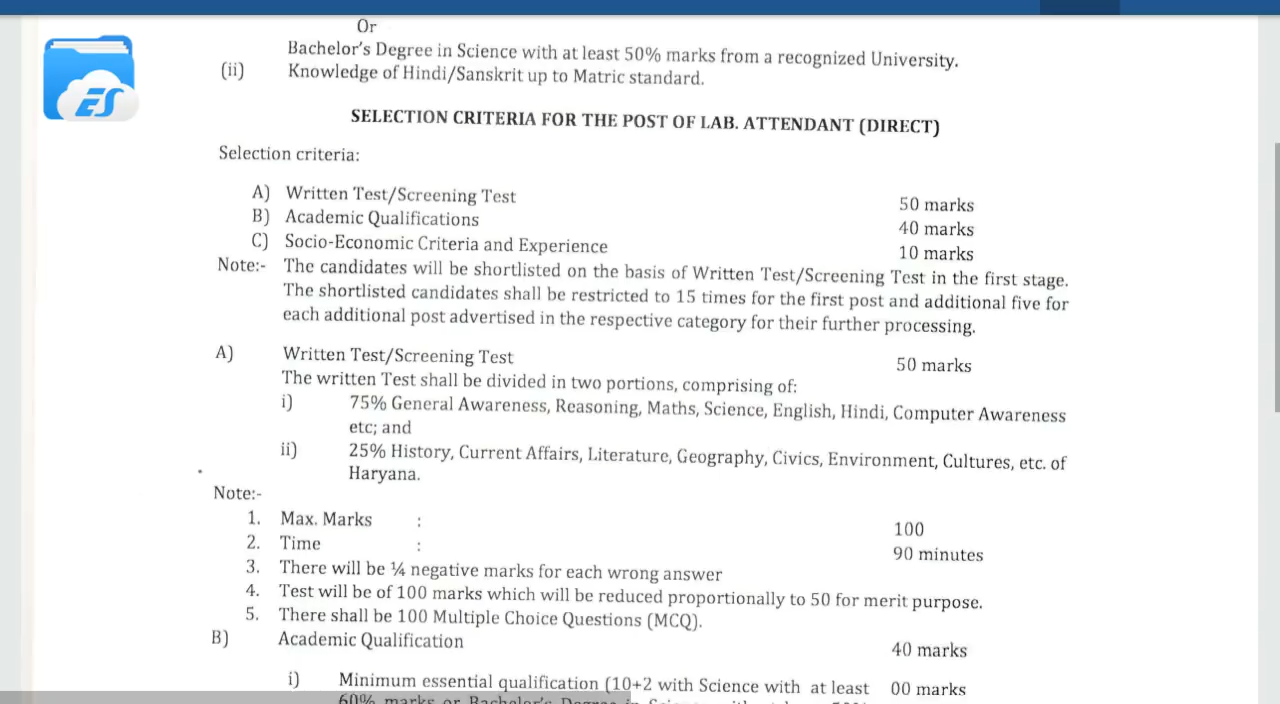 Or
Bachelor's Degree in Science with at least 50% marks from a recognized University.
(ii) Knowledge of Hindi/Sanskrit up to Matric standard.
ES
SELECTION CRITERIA FOR THE POST OF LAB. ATTENDANT (DIRECT)
Selection criteria:
A) Written Test/Screening Test 50 marks
B) Academic Qualifications 40 marks
C) Socio-Economic Criteria and Experience 10 marks
Note:- The candidates will be shortlisted on the basis of Written Test/Screening Test in the first stage.
The shortlisted candidates shall be restricted to 15 times for the first post and additional five for
each additional post advertised in the respective category for their further processing.
A) Written Test/Screening Test 50 marks
The written Test shall be divided in two portions, comprising of:
i) 75% General Awareness, Reasoning, Maths, Science, English, Hindi, Computer Awareness
etc; and
ii) 25% History, Current Affairs, Literature, Geography, Civics, Environment, Cultures, etc. of
Haryana.
Note:-
1. Max. Marks : 100
2. Time : 90 minutes
3. There will be ¼ negative marks for each wrong answer
4. Test will be of 100 marks which will be reduced proportionally to 50 for merit purpose.
5. There shall be 100 Multiple Choice Questions (MCQ).
B) Academic Qualification 40 marks
i) Minimum essential qualification (10+2 with Science with at least 00 marks
60% marks or Bachelor's Degree in